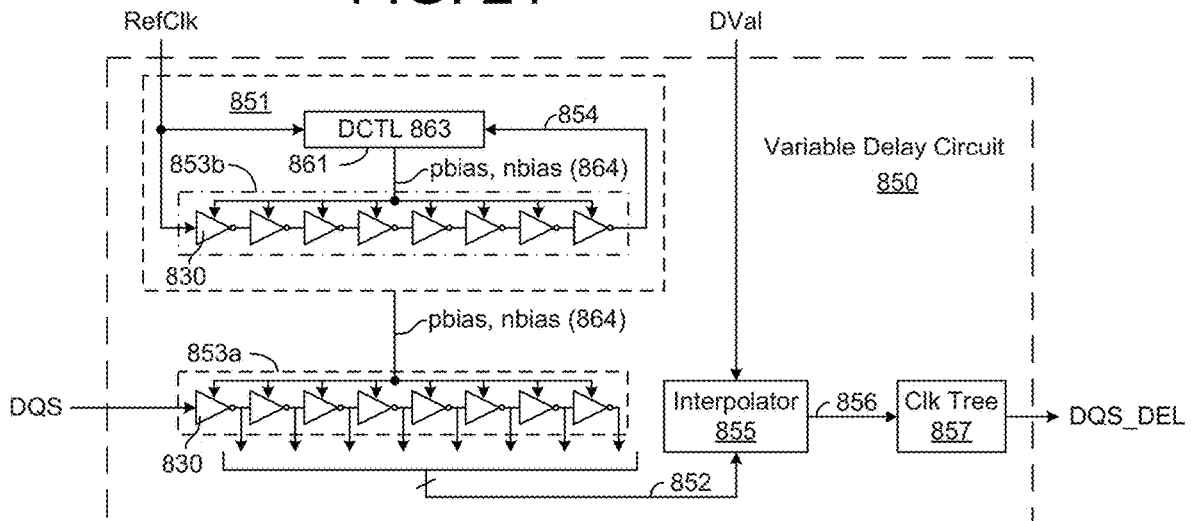 RefClk
DVal
851
DCTL 863
854
861
853b
pbias, nbias (864)
Variable Delay Circuit
850
830
pbias, nbias (864)
853a
DQS
830
Interpolator
855
856
Clk Tree
857
DQS_DEL
852